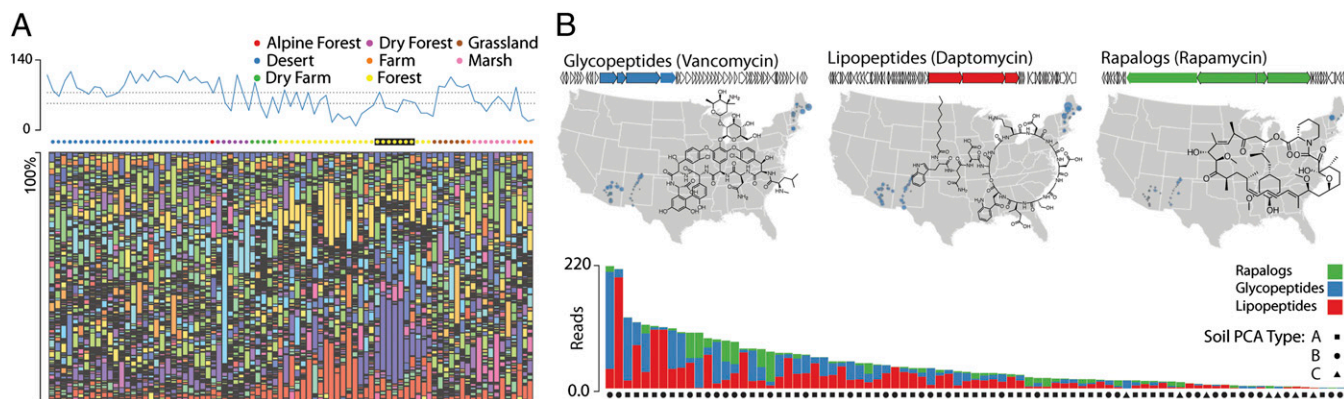 A
Alpine Forest Dry Forest Grassland
Desert Farm Marsh
Dry Farm Forest
140
0
100%
B
Glycopeptides (Vancomycin)
Lipopeptides (Daptomycin)
Rapalogs (Rapamycin)
220
Reads
0.0
Rapalogs
Glycopeptides
Lipopeptides
Soil PCA Type: A
B
C